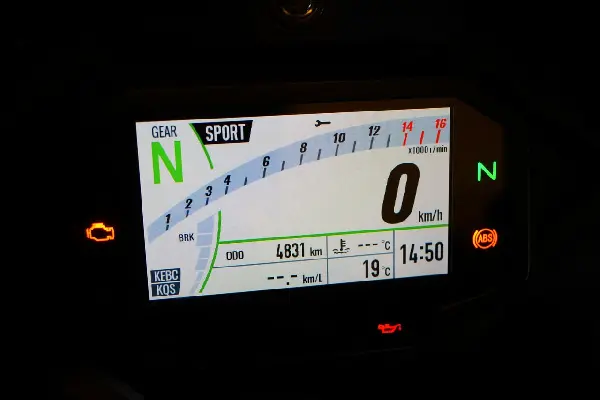 GEAR SPORT
N
1 2 3 4 6 8 10 12 14 16
x1000 r/min
0 km/h
N
BRK
ODO 4831 km --- °C 14:50
--.- km/L 19 °C
KEBC
KQS
ABS